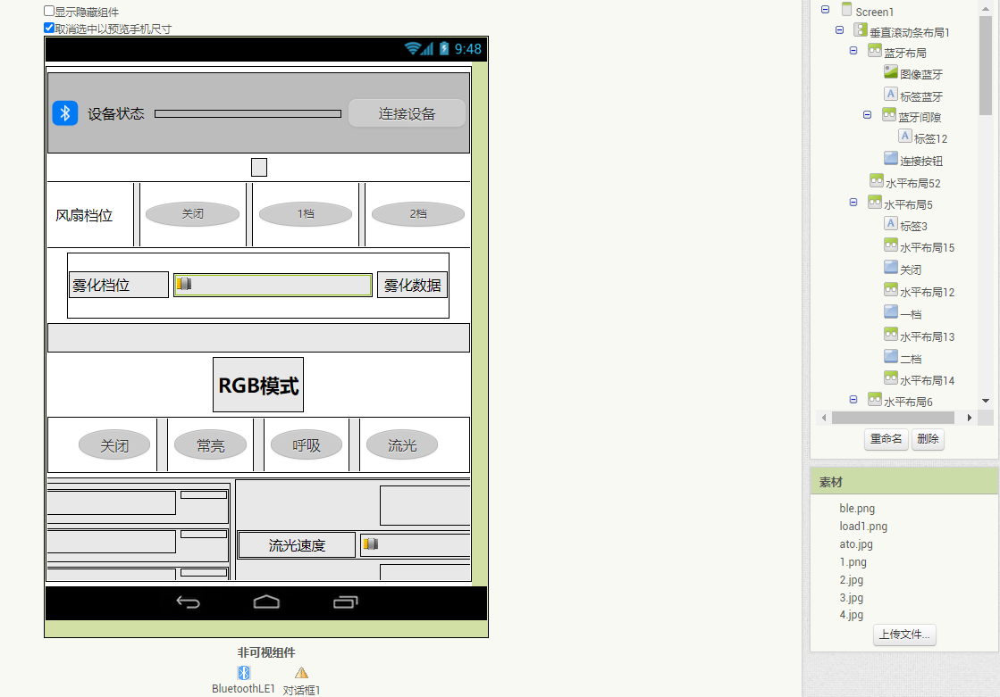 显示隐藏组件
取消选中以预览手机尺寸
9:48
设备状态
连接设备
风扇档位
关闭
1档
2档
雾化档位
雾化数据
RGB模式
关闭
常亮
呼吸
流光
流光速度
非可视组件
BluetoothLE1
对话框1
Screen1
垂直滚动条布局1
蓝牙布局
图像蓝牙
A 标签蓝牙
蓝牙间隙
A 标签12
连接按钮
水平布局52
水平布局5
A 标签3
水平布局15
关闭
水平布局12
一档
水平布局13
二档
水平布局14
水平布局6
重命名
删除
素材
ble.png
load1.png
ato.jpg
1.png
2.jpg
3.jpg
4.jpg
上传文件...